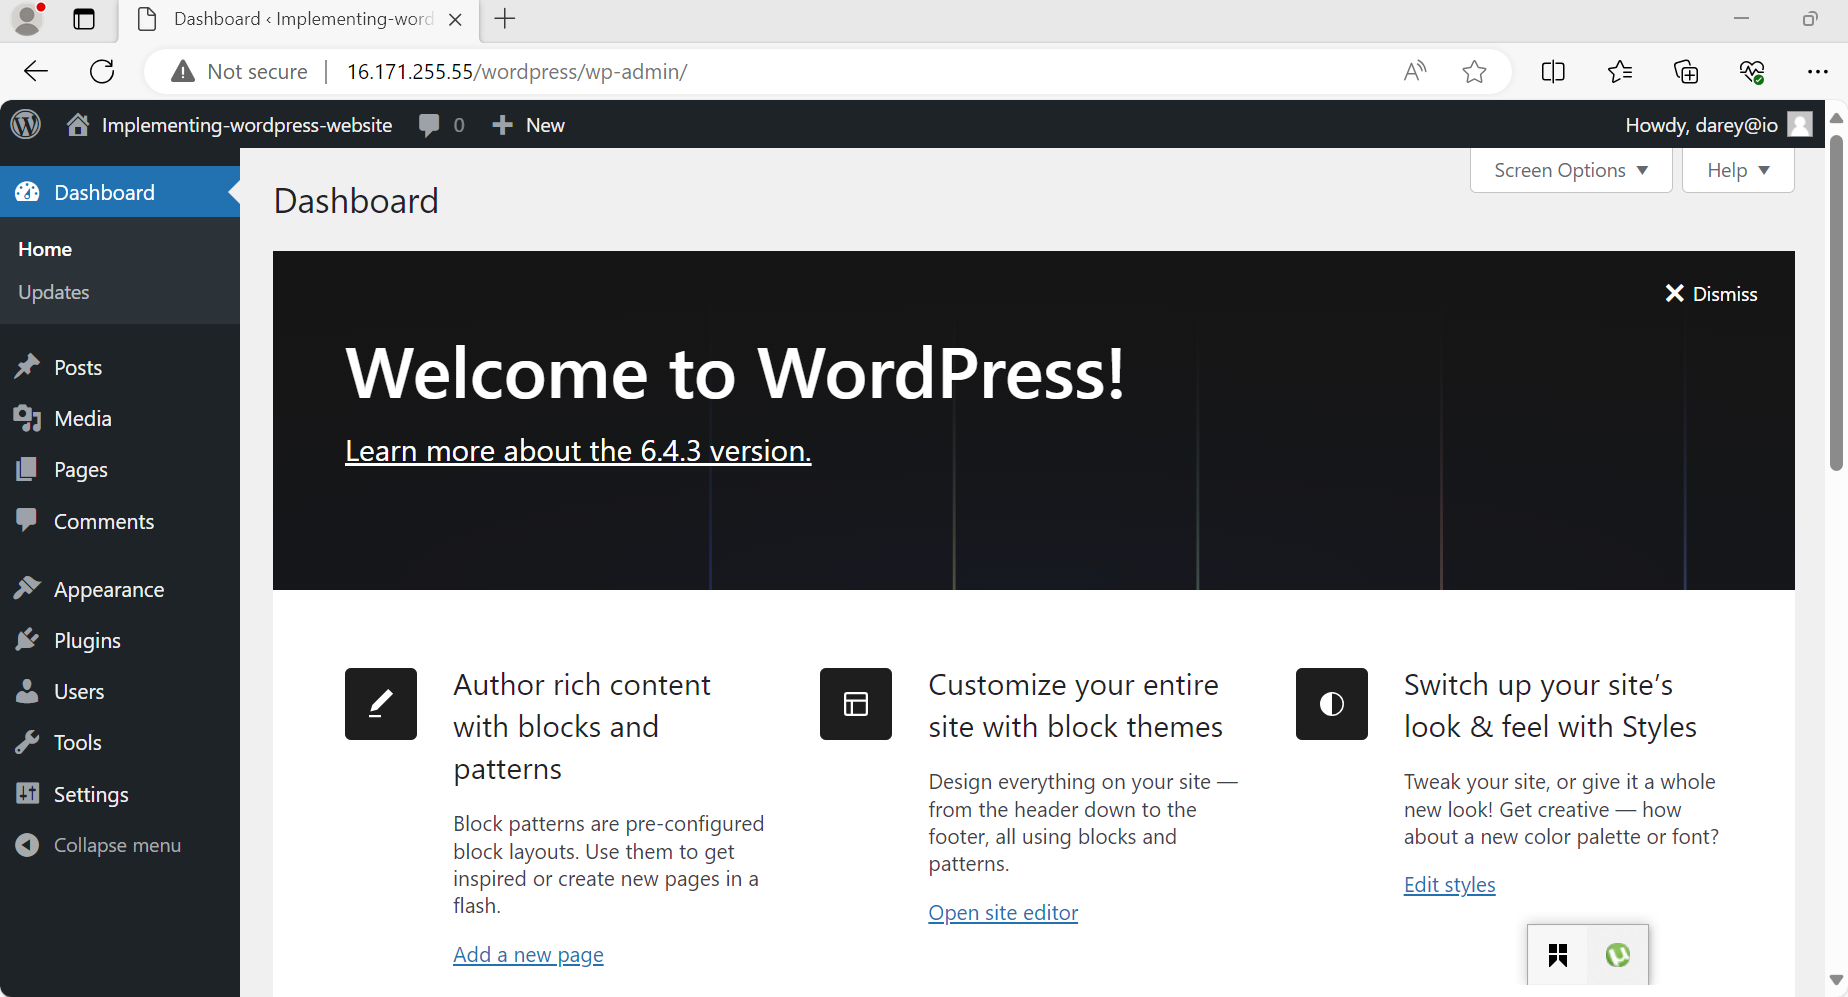 Dashboard ‹ Implementing-word
Not secure | 16.171.255.55/wordpress/wp-admin/
Implementing-wordpress-website 0 New Howdy, darey@io
Screen Options Help
Dashboard
Home
Updates
Posts
Media
Pages
Comments
Appearance
Plugins
Users
Tools
Settings
Collapse menu
Dashboard
Dismiss
Welcome to WordPress!
Learn more about the 6.4.3 version.
Author rich content
with blocks and
patterns
Block patterns are pre-configured
block layouts. Use them to get
inspired or create new pages in a
flash.
Add a new page
Customize your entire
site with block themes
Design everything on your site —
from the header down to the
footer, all using blocks and
patterns.
Open site editor
Switch up your site’s
look & feel with Styles
Tweak your site, or give it a whole
new look! Get creative — how
about a new color palette or font?
Edit styles